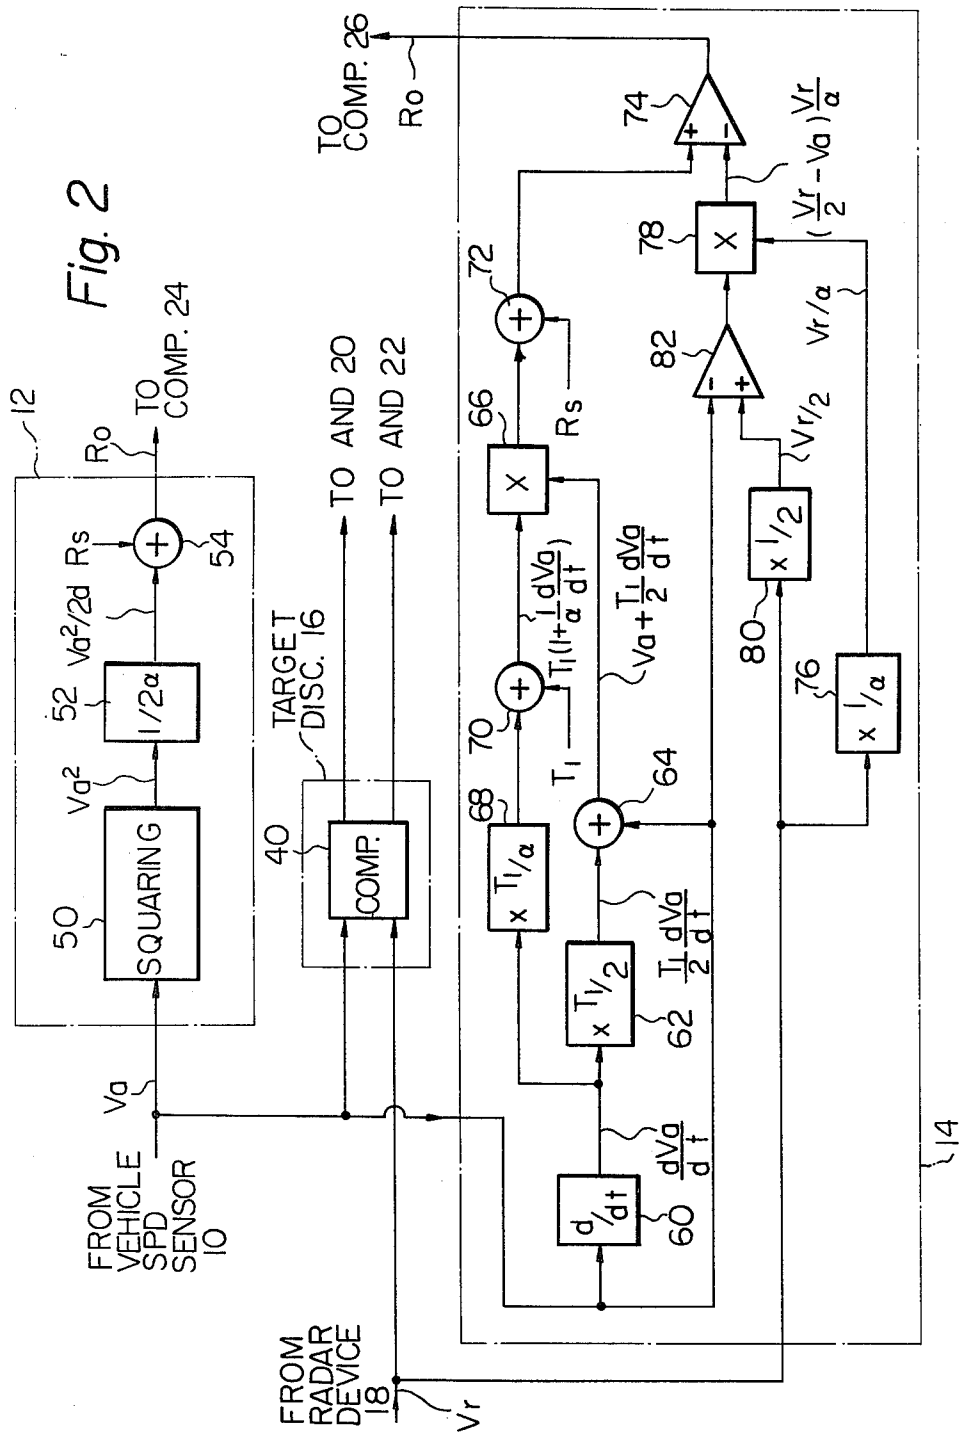 Fig. 2
FROM
VEHICLE
SPD
SENSOR
10
Va
50
SQUARING
Va²
52
1/2α
Va²/2d
Rs
+
54
12
Ro
TO
COMP. 24
TARGET
DISC. 16
40
COMP.
TO AND 20
TO AND 22
FROM
RADAR
DEVICE
18
Vr
14
d/dt
60
dVa/dt
x T₁/2
62
T₁/2 dVa/dt
x T₁/α
68
+
64
+
70
T₁
T₁(1+1/α dVa/dt)
Va+T₁/2 dVa/dt
X
66
+
72
Rs
x 1/α
76
x 1/2
80
Vr/2
-
+
82
Vr/α
X
78
(Vr/2 - Va) Vr/α
+
-
74
Ro
TO
COMP. 26